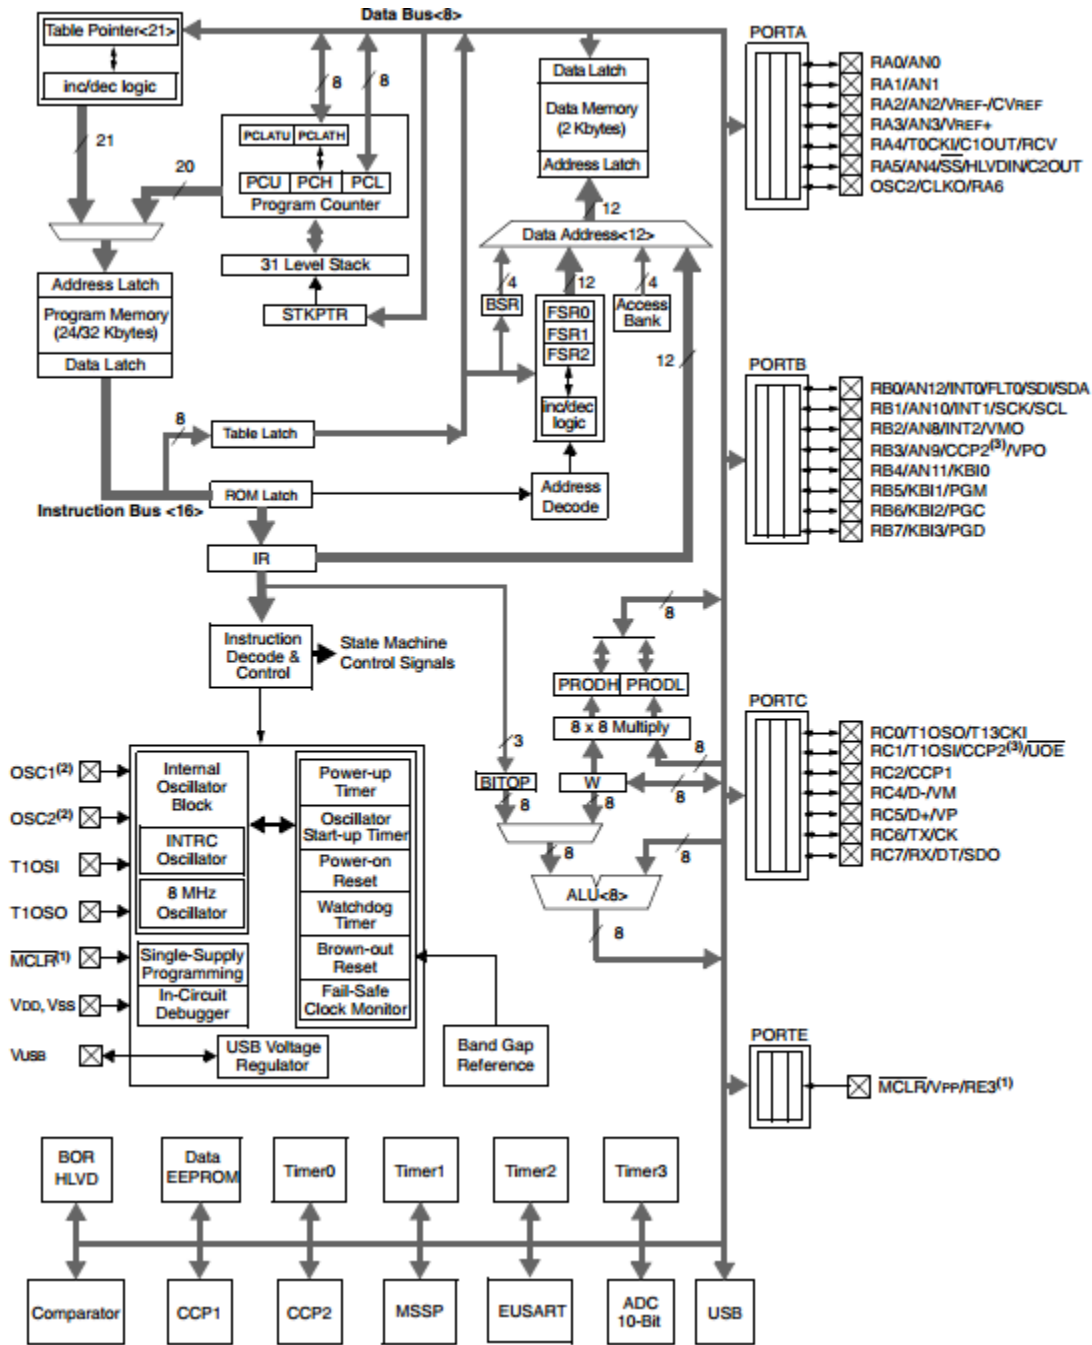 Data Bus<8>
Table Pointer<21>
inc/dec logic
21
20
8
8
PCLATU PCLATH
PCU PCH PCL
Program Counter
31 Level Stack
STKPTR
Address Latch
Program Memory
(24/32 Kbytes)
Data Latch
8
Table Latch
ROM Latch
Instruction Bus <16>
IR
Data Latch
Data Memory
(2 Kbytes)
Address Latch
12
Data Address<12>
4
12
4
BSR
FSR0
FSR1
FSR2
inc/dec
logic
Access
Bank
12
Address
Decode
Instruction
Decode &
Control
State Machine
Control Signals
8
PRODH PRODL
8 x 8 Multiply
3
8
BITOP
W
8
8
8
8
8
ALU<8>
8
OSC1(2)
OSC2(2)
T1OSI
T1OSO
MCLR(1)
VDD, VSS
VUSB
Internal
Oscillator
Block
INTRC
Oscillator
8 MHz
Oscillator
Single-Supply
Programming
In-Circuit
Debugger
USB Voltage
Regulator
Power-up
Timer
Oscillator
Start-up Timer
Power-on
Reset
Watchdog
Timer
Brown-out
Reset
Fail-Safe
Clock Monitor
Band Gap
Reference
PORTA
RA0/AN0
RA1/AN1
RA2/AN2/VREF-/CVREF
RA3/AN3/VREF+
RA4/T0CKI/C1OUT/RCV
RA5/AN4/SS/HLVDIN/C2OUT
OSC2/CLKO/RA6
PORTB
RB0/AN12/INT0/FLT0/SDI/SDA
RB1/AN10/INT1/SCK/SCL
RB2/AN8/INT2/VMO
RB3/AN9/CCP2(3)/VPO
RB4/AN11/KBI0
RB5/KBI1/PGM
RB6/KBI2/PGC
RB7/KBI3/PGD
PORTC
RC0/T1OSO/T13CKI
RC1/T1OSI/CCP2(3)/UOE
RC2/CCP1
RC4/D-/VM
RC5/D+/VP
RC6/TX/CK
RC7/RX/DT/SDO
PORTE
MCLR/VPP/RE3(1)
BOR
HLVD
Data
EEPROM
Timer0
Timer1
Timer2
Timer3
Comparator
CCP1
CCP2
MSSP
EUSART
ADC
10-Bit
USB